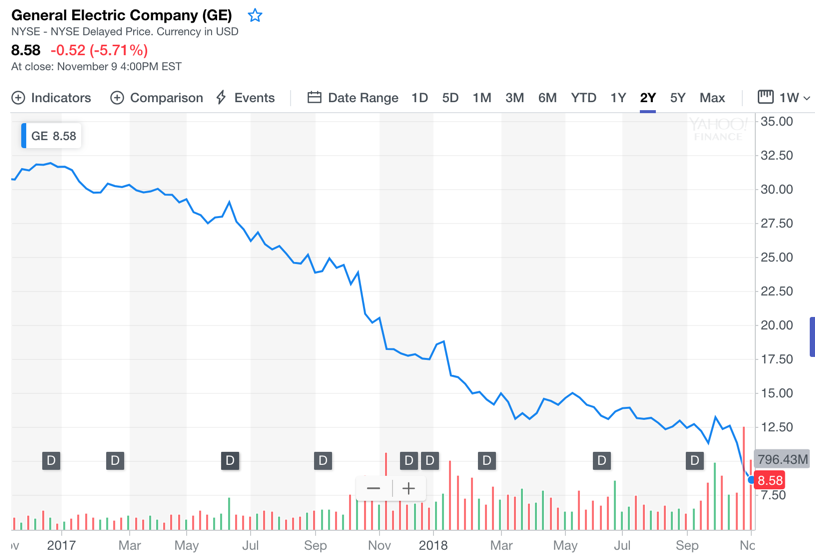 General Electric Company (GE)
NYSE - NYSE Delayed Price. Currency in USD
8.58 -0.52 (-5.71%)
At close: November 9 4:00PM EST
Indicators Comparison Events Date Range 1D 5D 1M 3M 6M YTD 1Y 2Y 5Y Max 1W
GE 8.58
YAHOO!
FINANCE
35.00
32.50
30.00
27.50
25.00
22.50
20.00
17.50
15.00
12.50
D D D D D D D D D
796.43M
8.58
7.50
ov 2017 Mar May Jul Sep Nov 2018 Mar May Jul Sep No